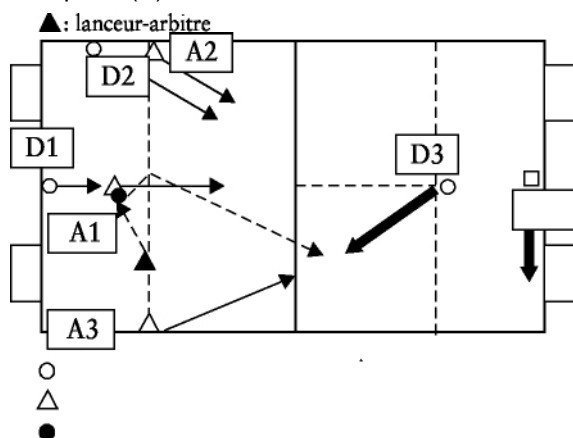 ▲: lanceur-arbitre
A2
D2
D1
D3
A1
A3